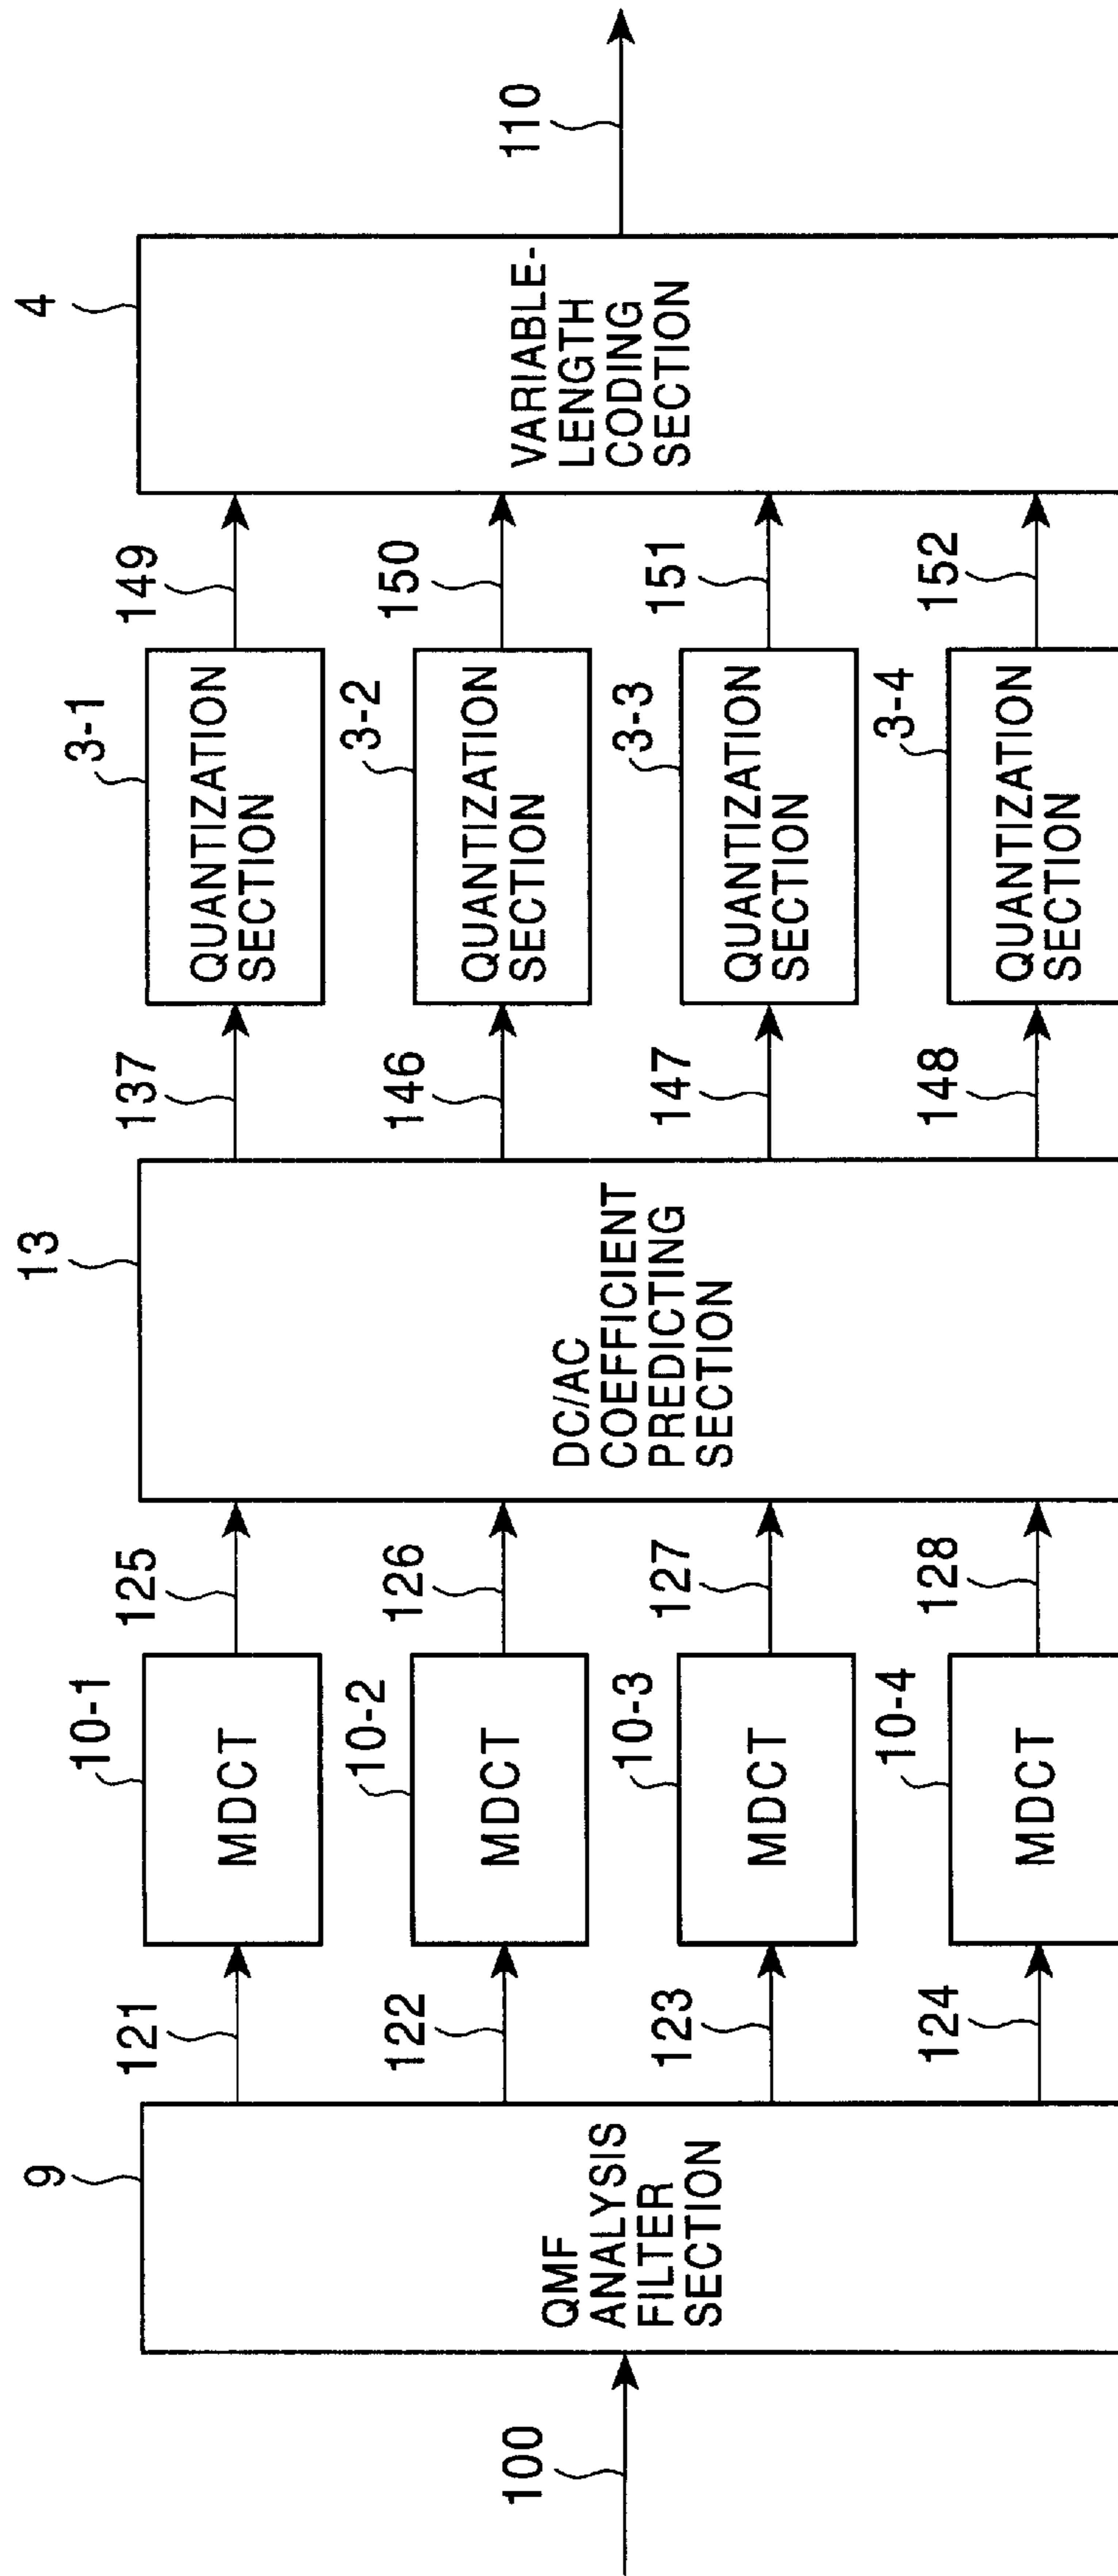 100
9
QMF
ANALYSIS
FILTER
SECTION
121
122
123
124
10-1
MDCT
10-2
MDCT
10-3
MDCT
10-4
MDCT
125
126
127
128
13
DC/AC
COEFFICIENT
PREDICTING
SECTION
137
146
147
148
3-1
QUANTIZATION
SECTION
3-2
QUANTIZATION
SECTION
3-3
QUANTIZATION
SECTION
3-4
QUANTIZATION
SECTION
149
150
151
152
4
VARIABLE-
LENGTH
CODING
SECTION
110